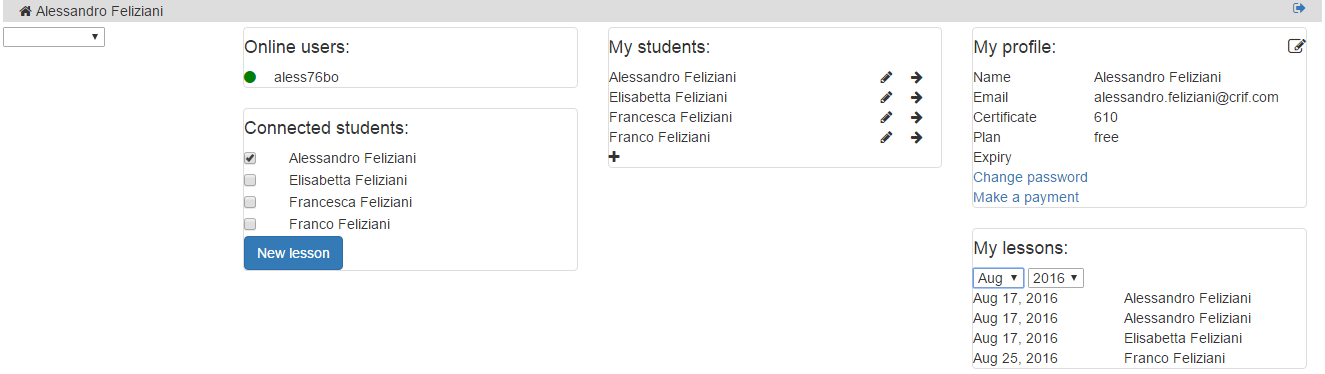 Alessandro Feliziani
Online users:
aless76bo
Connected students:
Alessandro Feliziani
Elisabetta Feliziani
Francesca Feliziani
Franco Feliziani
New lesson
My students:
Alessandro Feliziani
Elisabetta Feliziani
Francesca Feliziani
Franco Feliziani
My profile:
Name Alessandro Feliziani
Email alessandro.feliziani@crif.com
Certificate 610
Plan free
Expiry
Change password
Make a payment
My lessons:
Aug 2016
Aug 17, 2016 Alessandro Feliziani
Aug 17, 2016 Alessandro Feliziani
Aug 17, 2016 Elisabetta Feliziani
Aug 25, 2016 Franco Feliziani